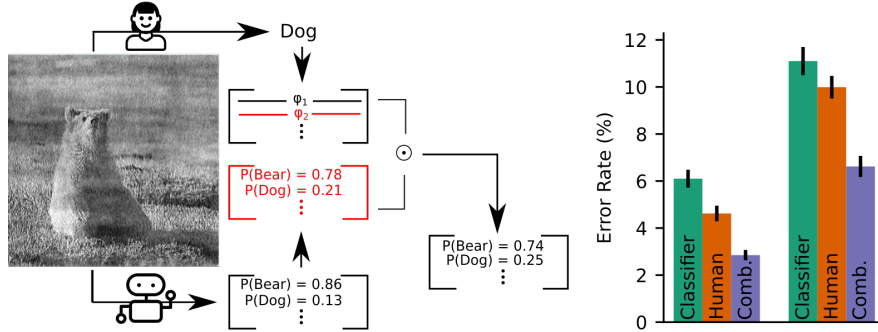 Dog
φ₁
φ₂
⋮
P(Bear) = 0.78
P(Dog) = 0.21
⋮
⊙
P(Bear) = 0.86
P(Dog) = 0.13
⋮
P(Bear) = 0.74
P(Dog) = 0.25
⋮
Error Rate (%)
12
10
8
6
4
2
0
Classifier
Human
Comb.
Classifier
Human
Comb.